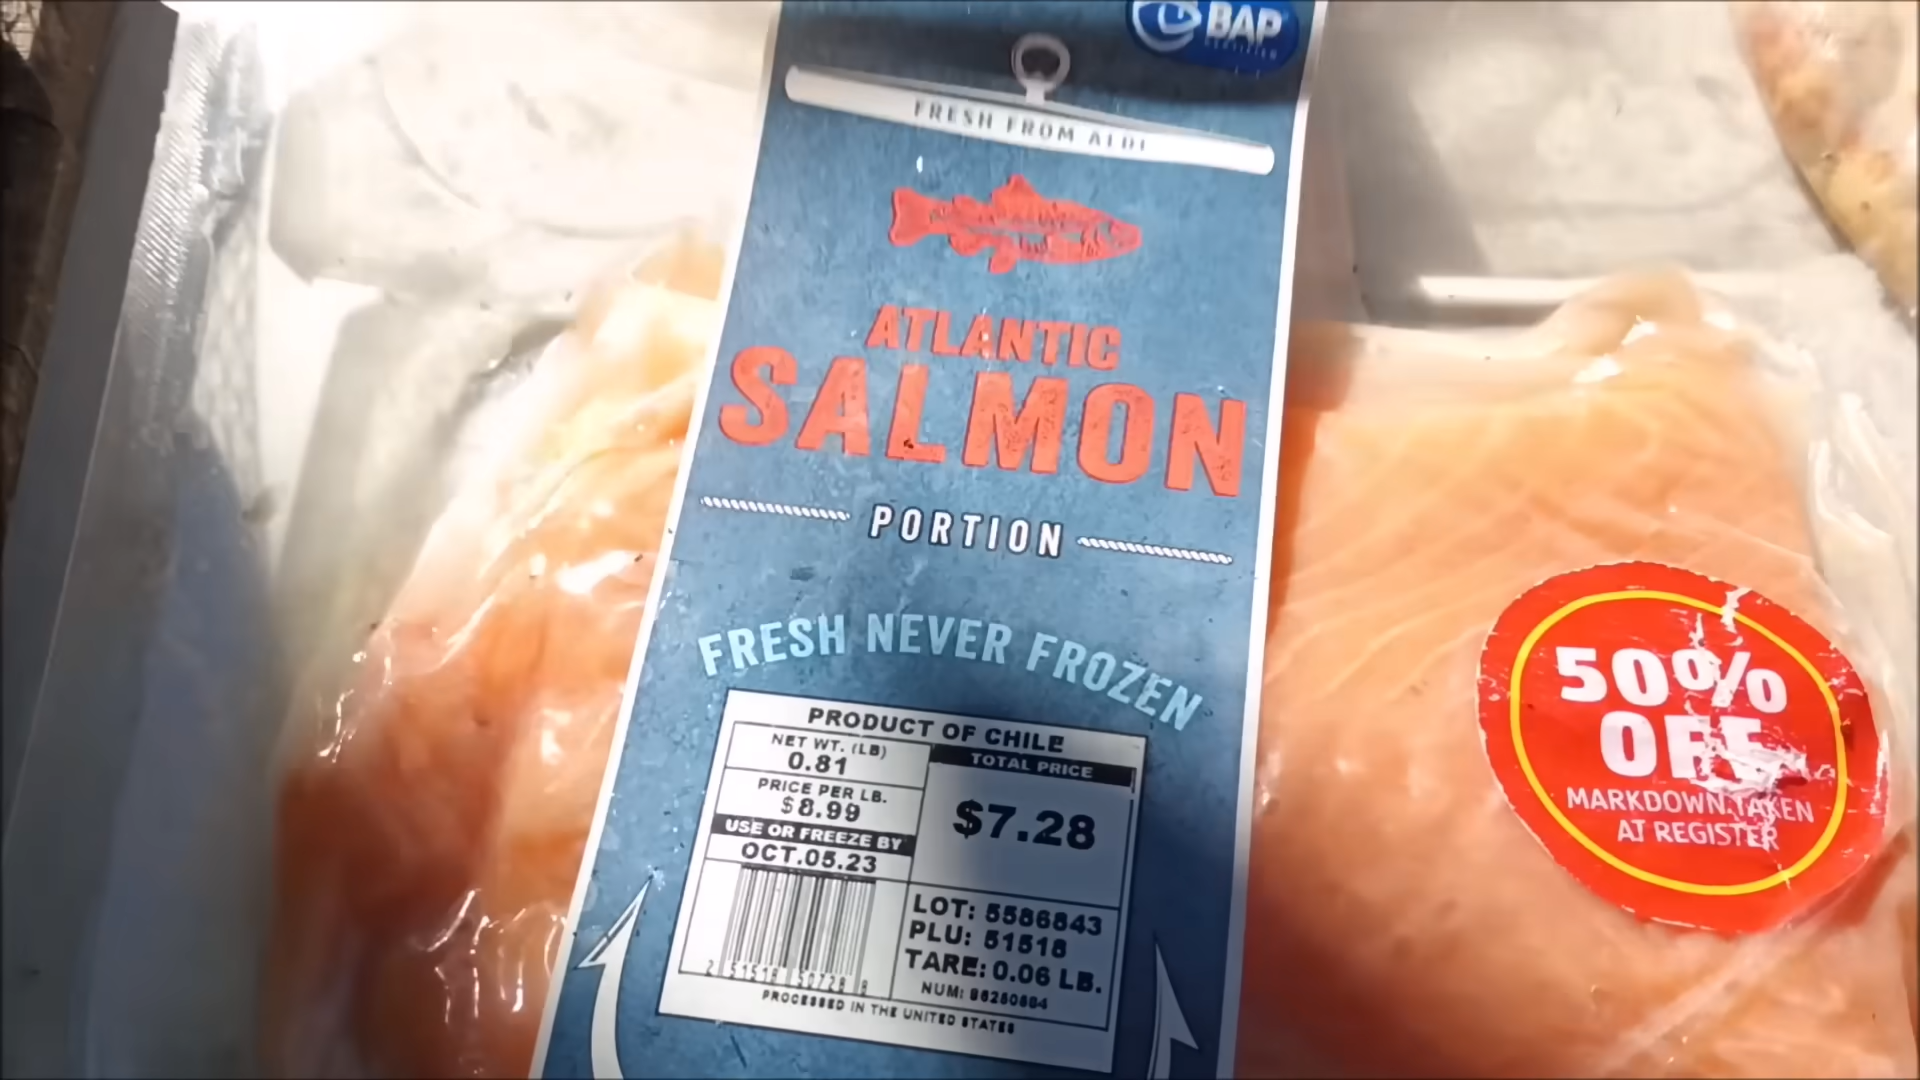 BAP
CERTIFIED
FRESH FROM ALDI
ATLANTIC
SALMON
PORTION
FRESH NEVER FROZEN
PRODUCT OF CHILE
NET WT. (LB)
0.81
TOTAL PRICE
$7.28
PRICE PER LB.
$8.99
USE OR FREEZE BY
OCT.05.23
LOT: 5586843
PLU: 51518
TARE: 0.06 LB.
PROCESSED IN THE UNITED STATES
50%
OFF
MARKDOWN TAKEN
AT REGISTER